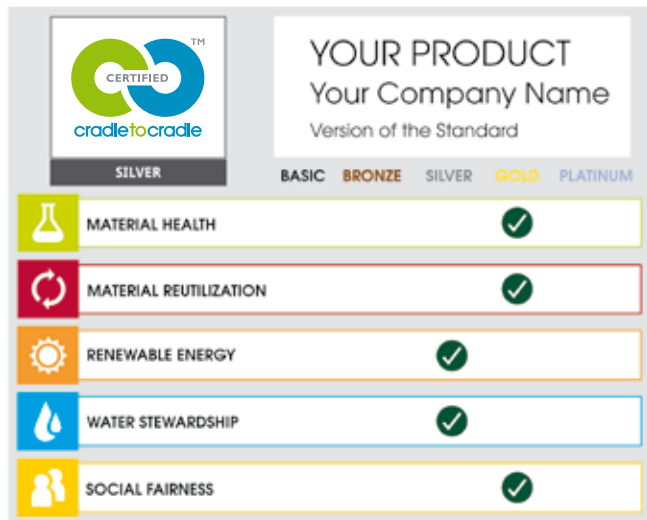 TM
CERTIFIED
cradletocradle
SILVER
YOUR PRODUCT
Your Company Name
Version of the Standard
BASIC BRONZE SILVER GOLD PLATINUM
MATERIAL HEALTH
MATERIAL REUTILIZATION
RENEWABLE ENERGY
WATER STEWARDSHIP
SOCIAL FAIRNESS